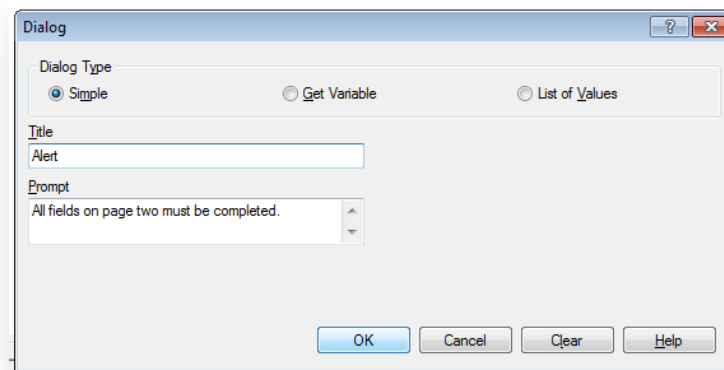 Dialog
Dialog Type
Simple Get Variable List of Values
Title
Alert
Prompt
All fields on page two must be completed.
OK Cancel Clear Help